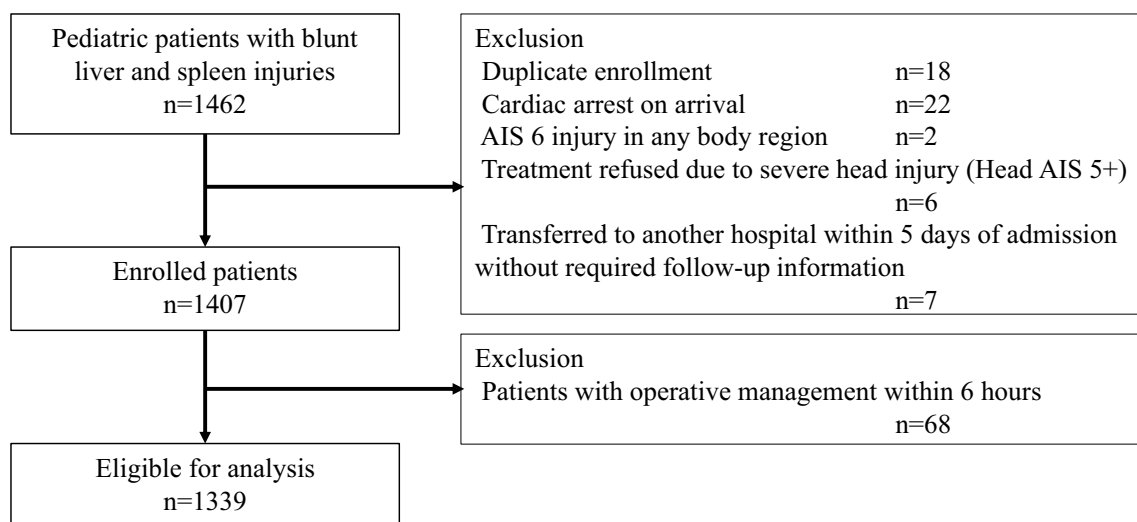 Pediatric patients with blunt
liver and spleen injuries
n=1462
Exclusion
Duplicate enrollment n=18
Cardiac arrest on arrival n=22
AIS 6 injury in any body region n=2
Treatment refused due to severe head injury (Head AIS 5+)
n=6
Transferred to another hospital within 5 days of admission
without required follow-up information
n=7
Enrolled patients
n=1407
Exclusion
Patients with operative management within 6 hours
n=68
Eligible for analysis
n=1339